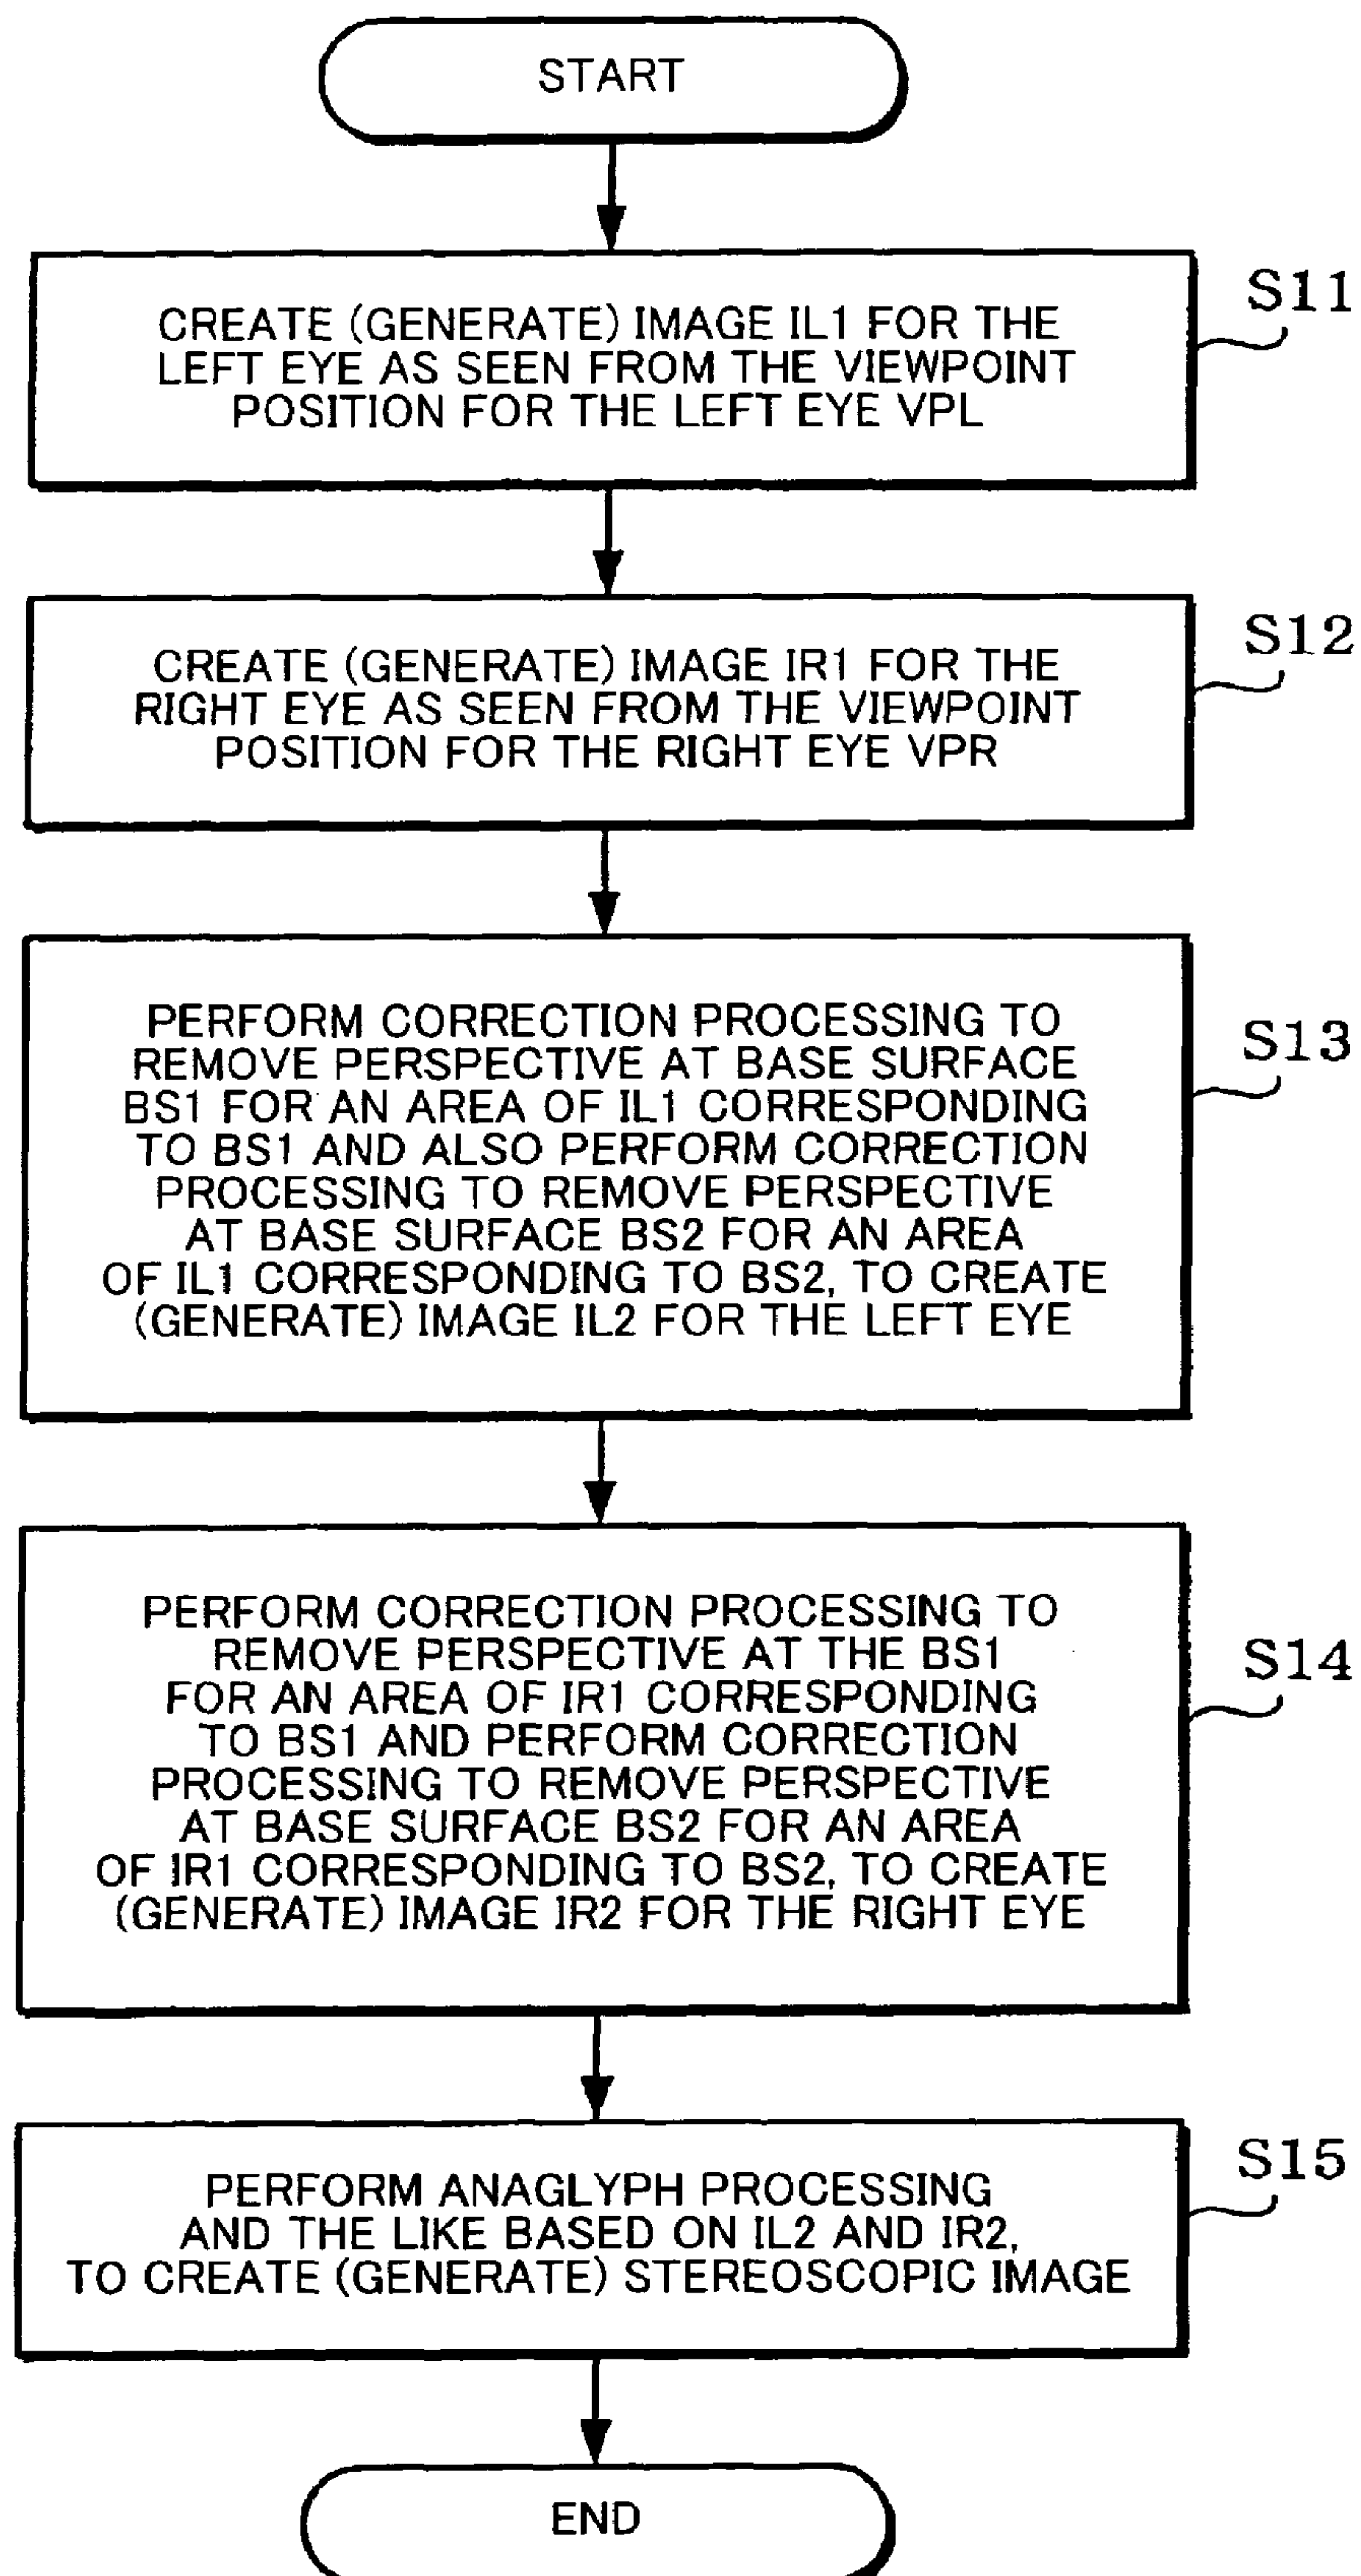 START
CREATE (GENERATE) IMAGE IL1 FOR THE
LEFT EYE AS SEEN FROM THE VIEWPOINT
POSITION FOR THE LEFT EYE VPL
S11
CREATE (GENERATE) IMAGE IR1 FOR THE
RIGHT EYE AS SEEN FROM THE VIEWPOINT
POSITION FOR THE RIGHT EYE VPR
S12
PERFORM CORRECTION PROCESSING TO
REMOVE PERSPECTIVE AT BASE SURFACE
BS1 FOR AN AREA OF IL1 CORRESPONDING
TO BS1 AND ALSO PERFORM CORRECTION
PROCESSING TO REMOVE PERSPECTIVE
AT BASE SURFACE BS2 FOR AN AREA
OF IL1 CORRESPONDING TO BS2, TO CREATE
(GENERATE) IMAGE IL2 FOR THE LEFT EYE
S13
PERFORM CORRECTION PROCESSING TO
REMOVE PERSPECTIVE AT THE BS1
FOR AN AREA OF IR1 CORRESPONDING
TO BS1 AND PERFORM CORRECTION
PROCESSING TO REMOVE PERSPECTIVE
AT BASE SURFACE BS2 FOR AN AREA
OF IR1 CORRESPONDING TO BS2, TO CREATE
(GENERATE) IMAGE IR2 FOR THE RIGHT EYE
S14
PERFORM ANAGLYPH PROCESSING
AND THE LIKE BASED ON IL2 AND IR2,
TO CREATE (GENERATE) STEREOSCOPIC IMAGE
S15
END